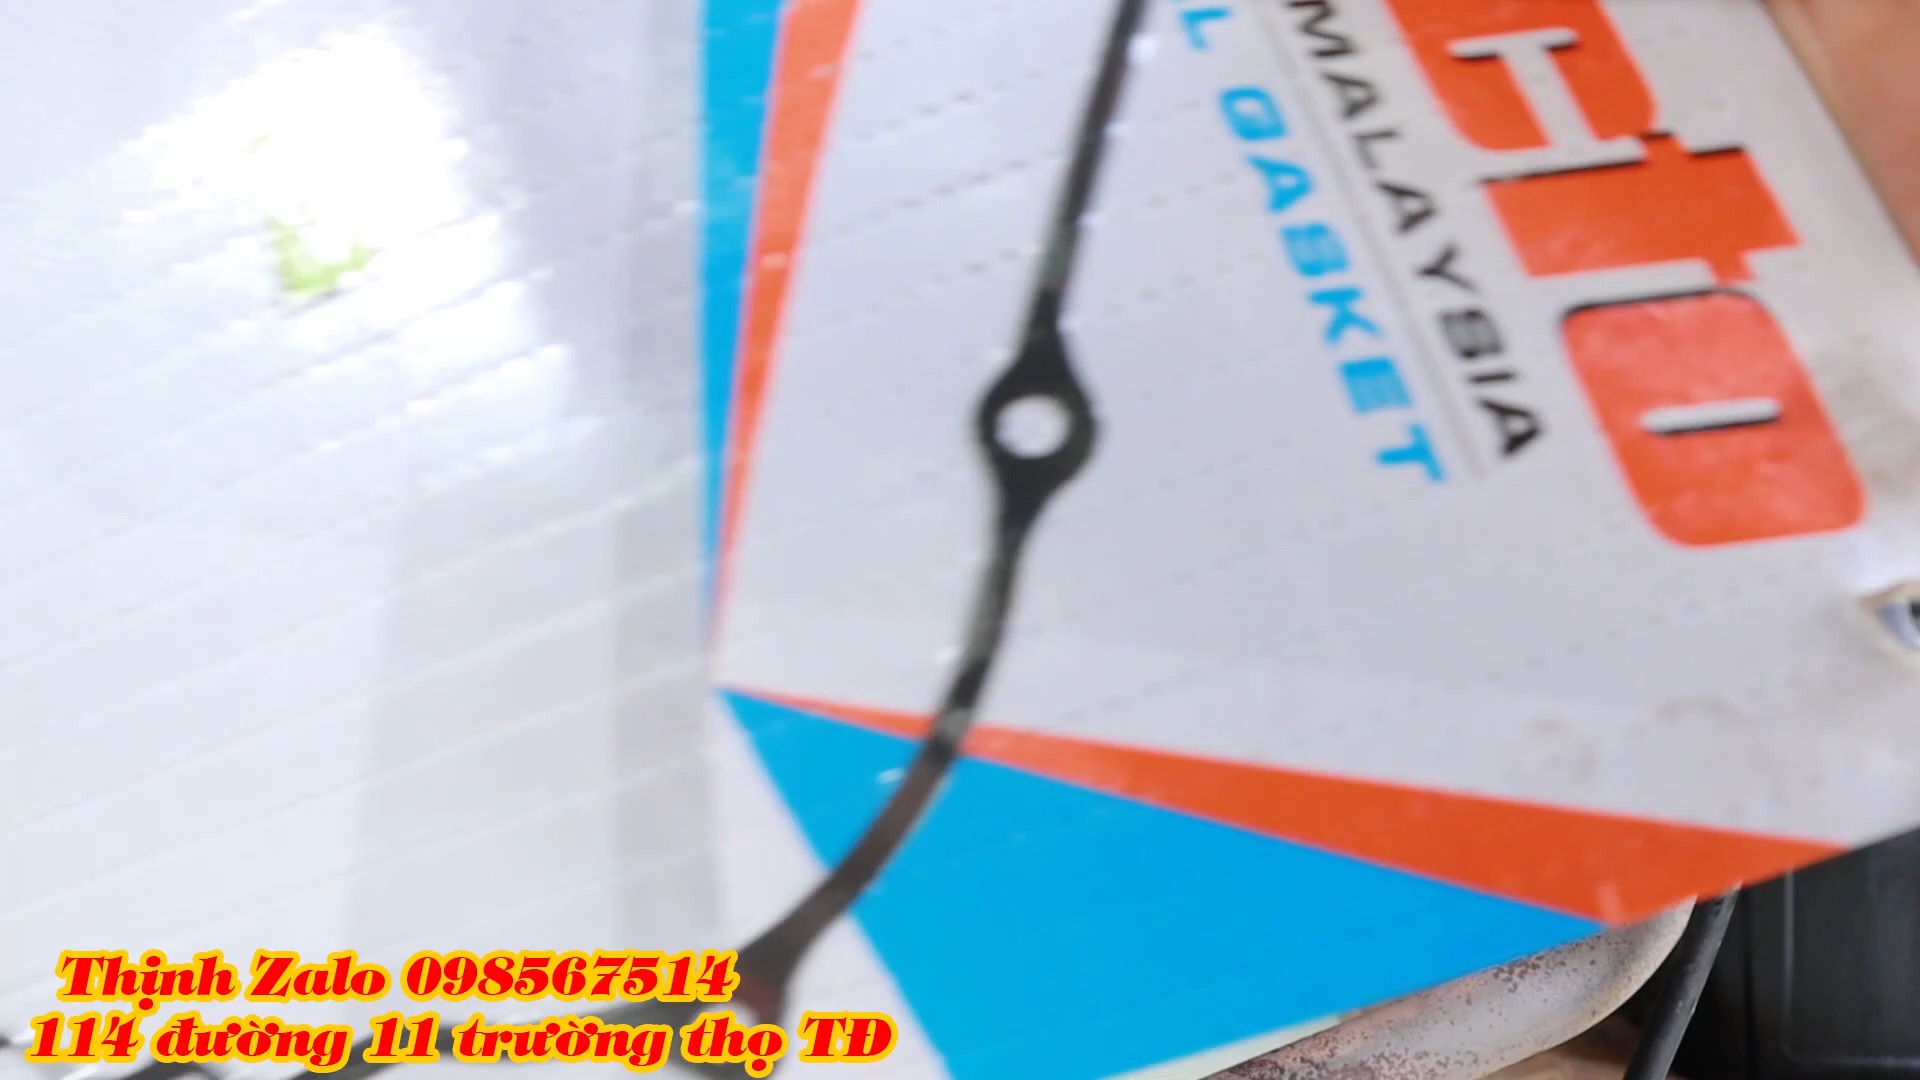 MALAYSIA
L GASKET
Thịnh Zalo 098567514
114 đường 11 trường thọ TĐ